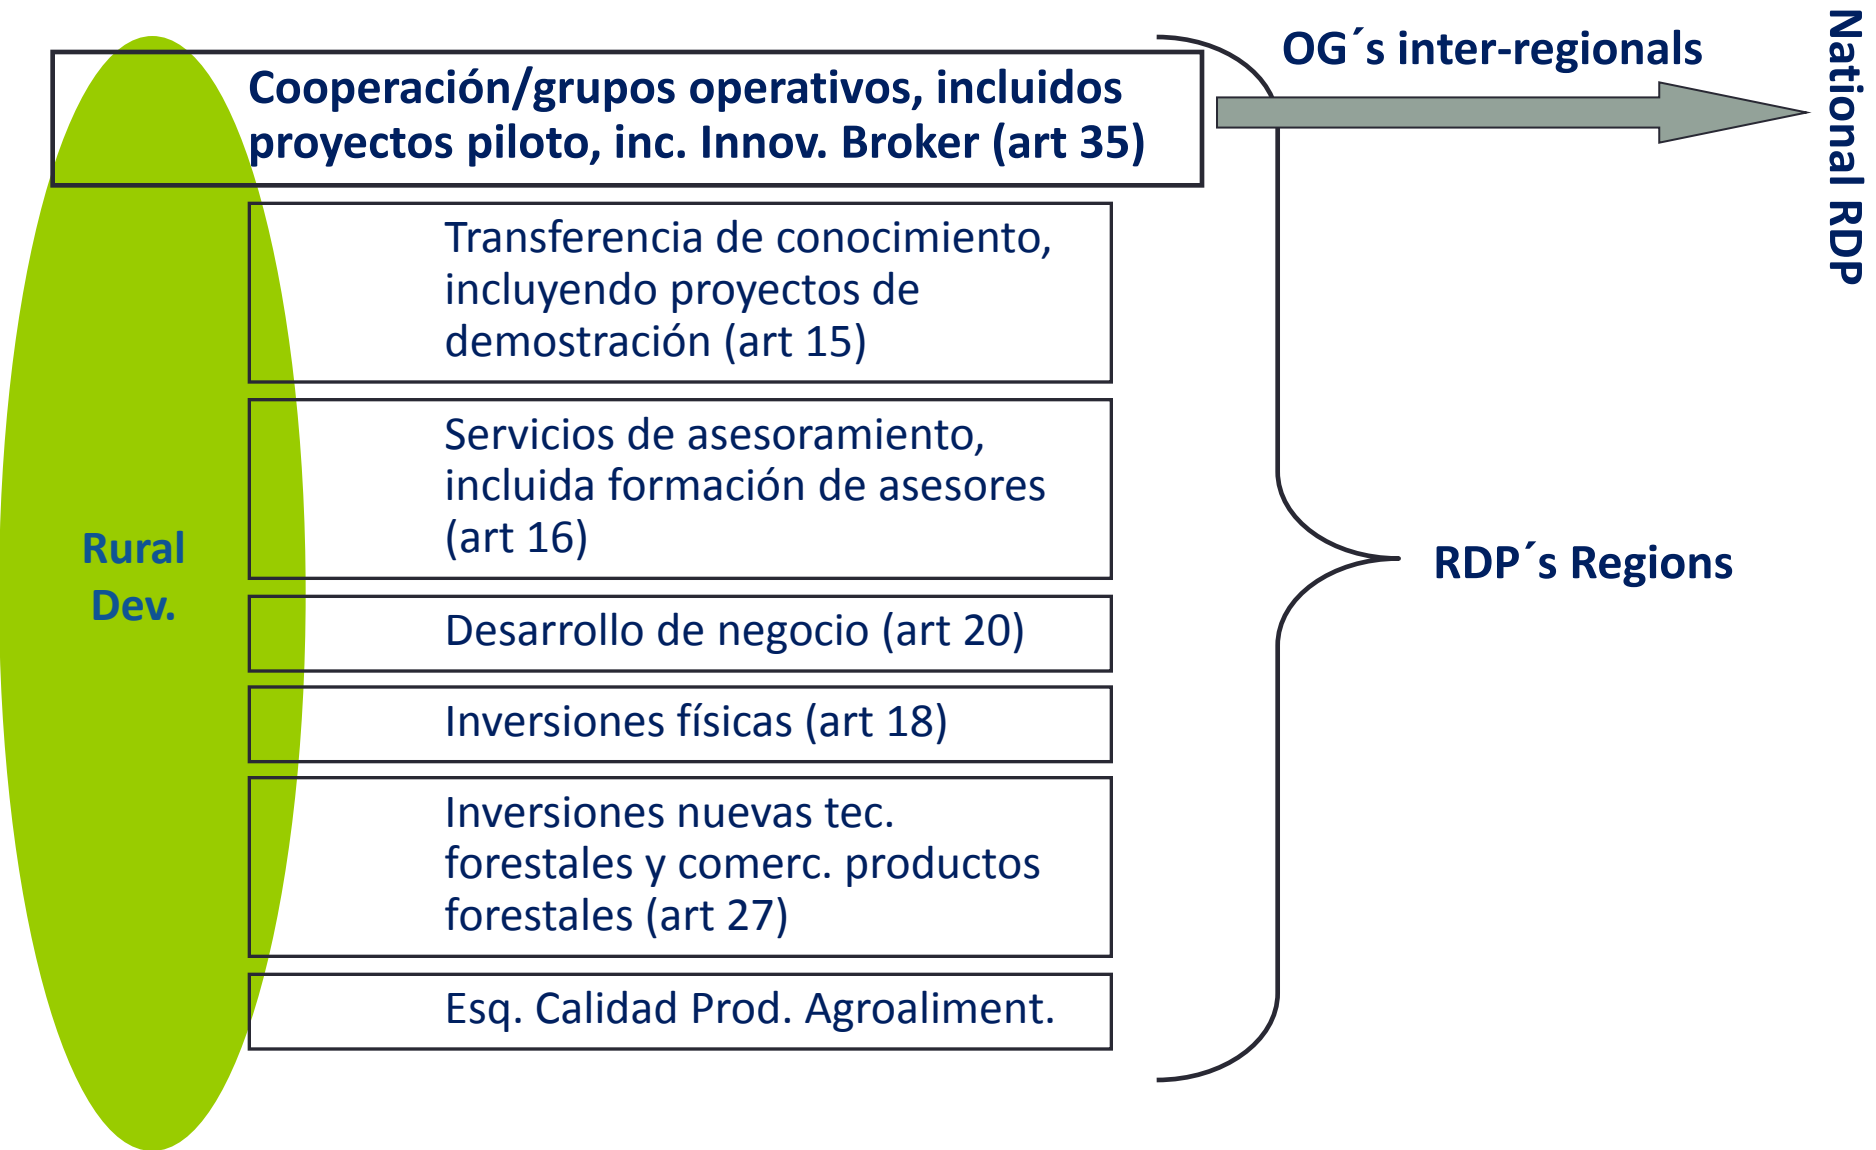 OG´s inter-regionals
National RDP
Cooperación/grupos operativos, incluidos
proyectos piloto, inc. Innov. Broker (art 35)
Transferencia de conocimiento,
incluyendo proyectos de
demostración (art 15)
Servicios de asesoramiento,
incluida formación de asesores
(art 16)
Rural
Dev.
RDP´s Regions
Desarrollo de negocio (art 20)
Inversiones físicas (art 18)
Inversiones nuevas tec.
forestales y comerc. productos
forestales (art 27)
Esq. Calidad Prod. Agroaliment.